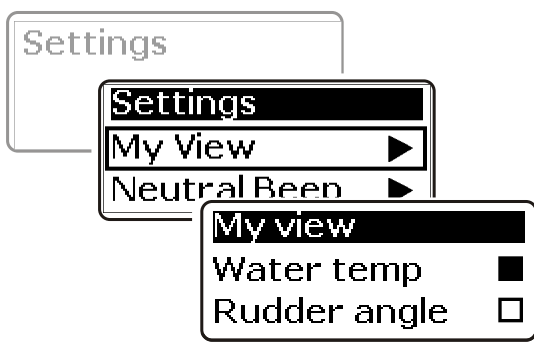 Settings
Settings
My View
Neutral Beep
My view
Water temp
Rudder angle